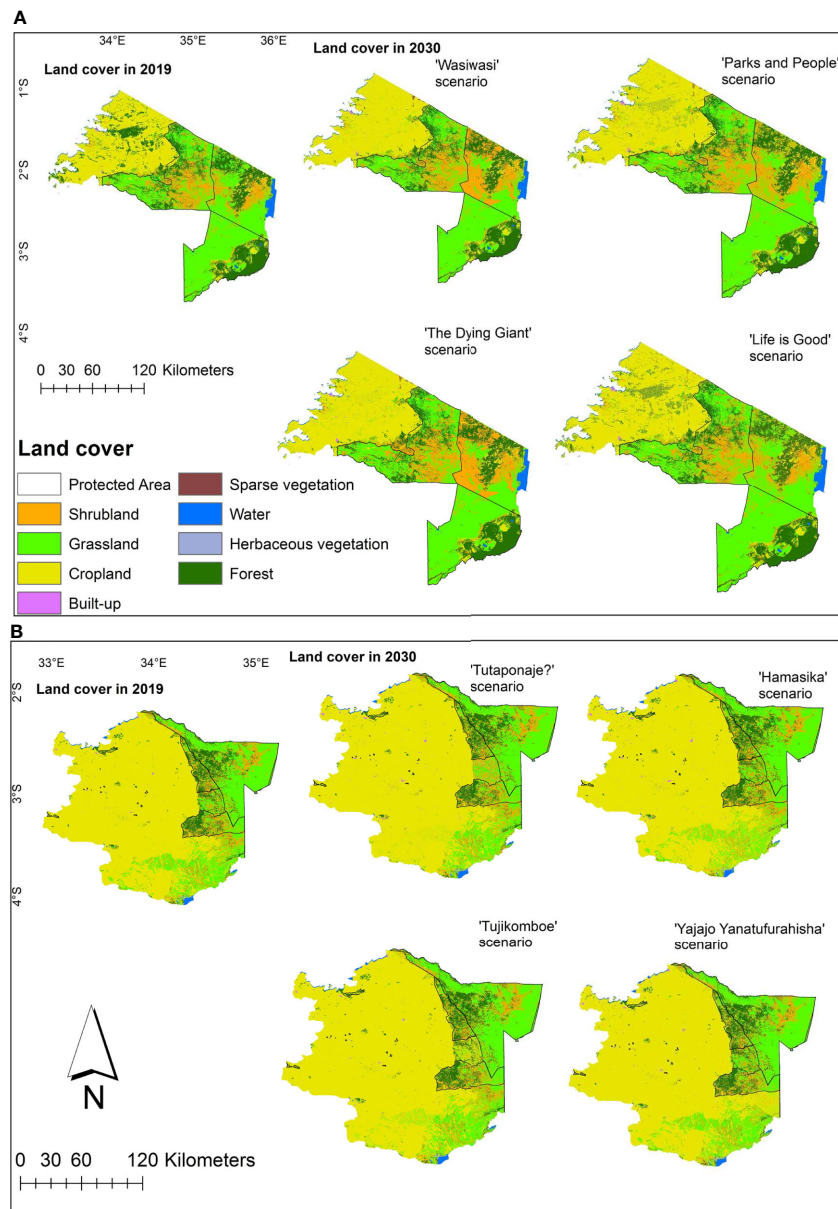 A
34°E 35°E 36°E
Land cover in 2019
Land cover in 2030
'Wasiwasi'
scenario
'Parks and People'
scenario
1°S
2°S
3°S
4°S
'The Dying Giant'
scenario
'Life is Good'
scenario
0 30 60 120 Kilometers
Land cover
Protected Area
Shrubland
Grassland
Cropland
Built-up
Sparse vegetation
Water
Herbaceous vegetation
Forest
B
33°E 34°E 35°E
Land cover in 2019
Land cover in 2030
'Tutaponaje?'
scenario
'Hamasika'
scenario
2°S
3°S
4°S
'Tujikomboe'
scenario
'Yajajo Yanatufurahisha'
scenario
N
0 30 60 120 Kilometers